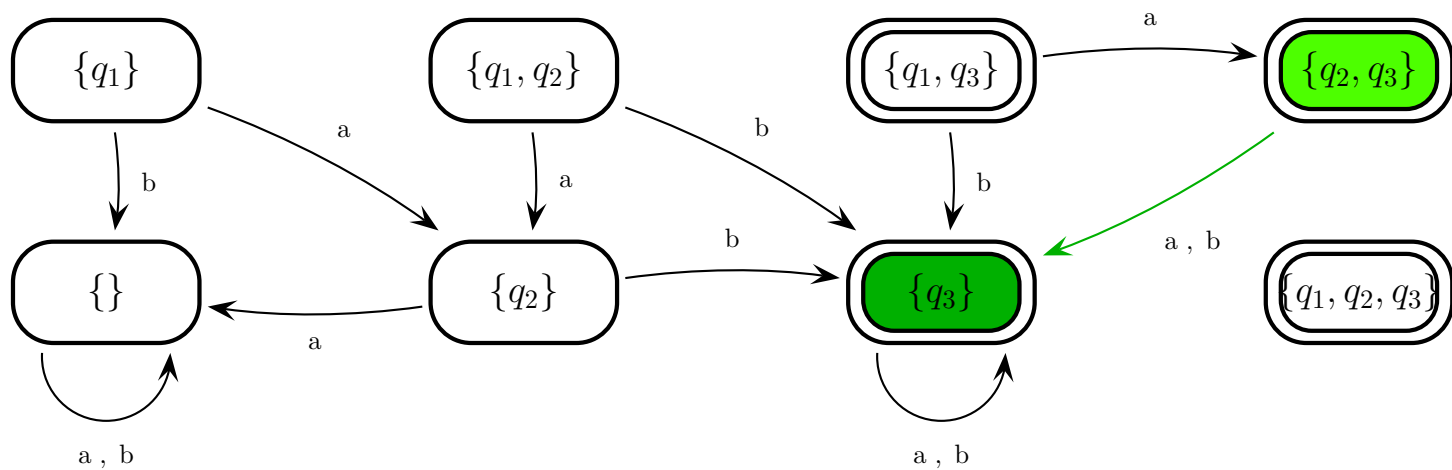 a
{q₁}
{q₁, q₂}
{q₁, q₃}
{q₂, q₃}
a
b
b
a
b
a , b
b
{}
{q₂}
{q₃}
{q₁, q₂, q₃}
a
a , b
a , b